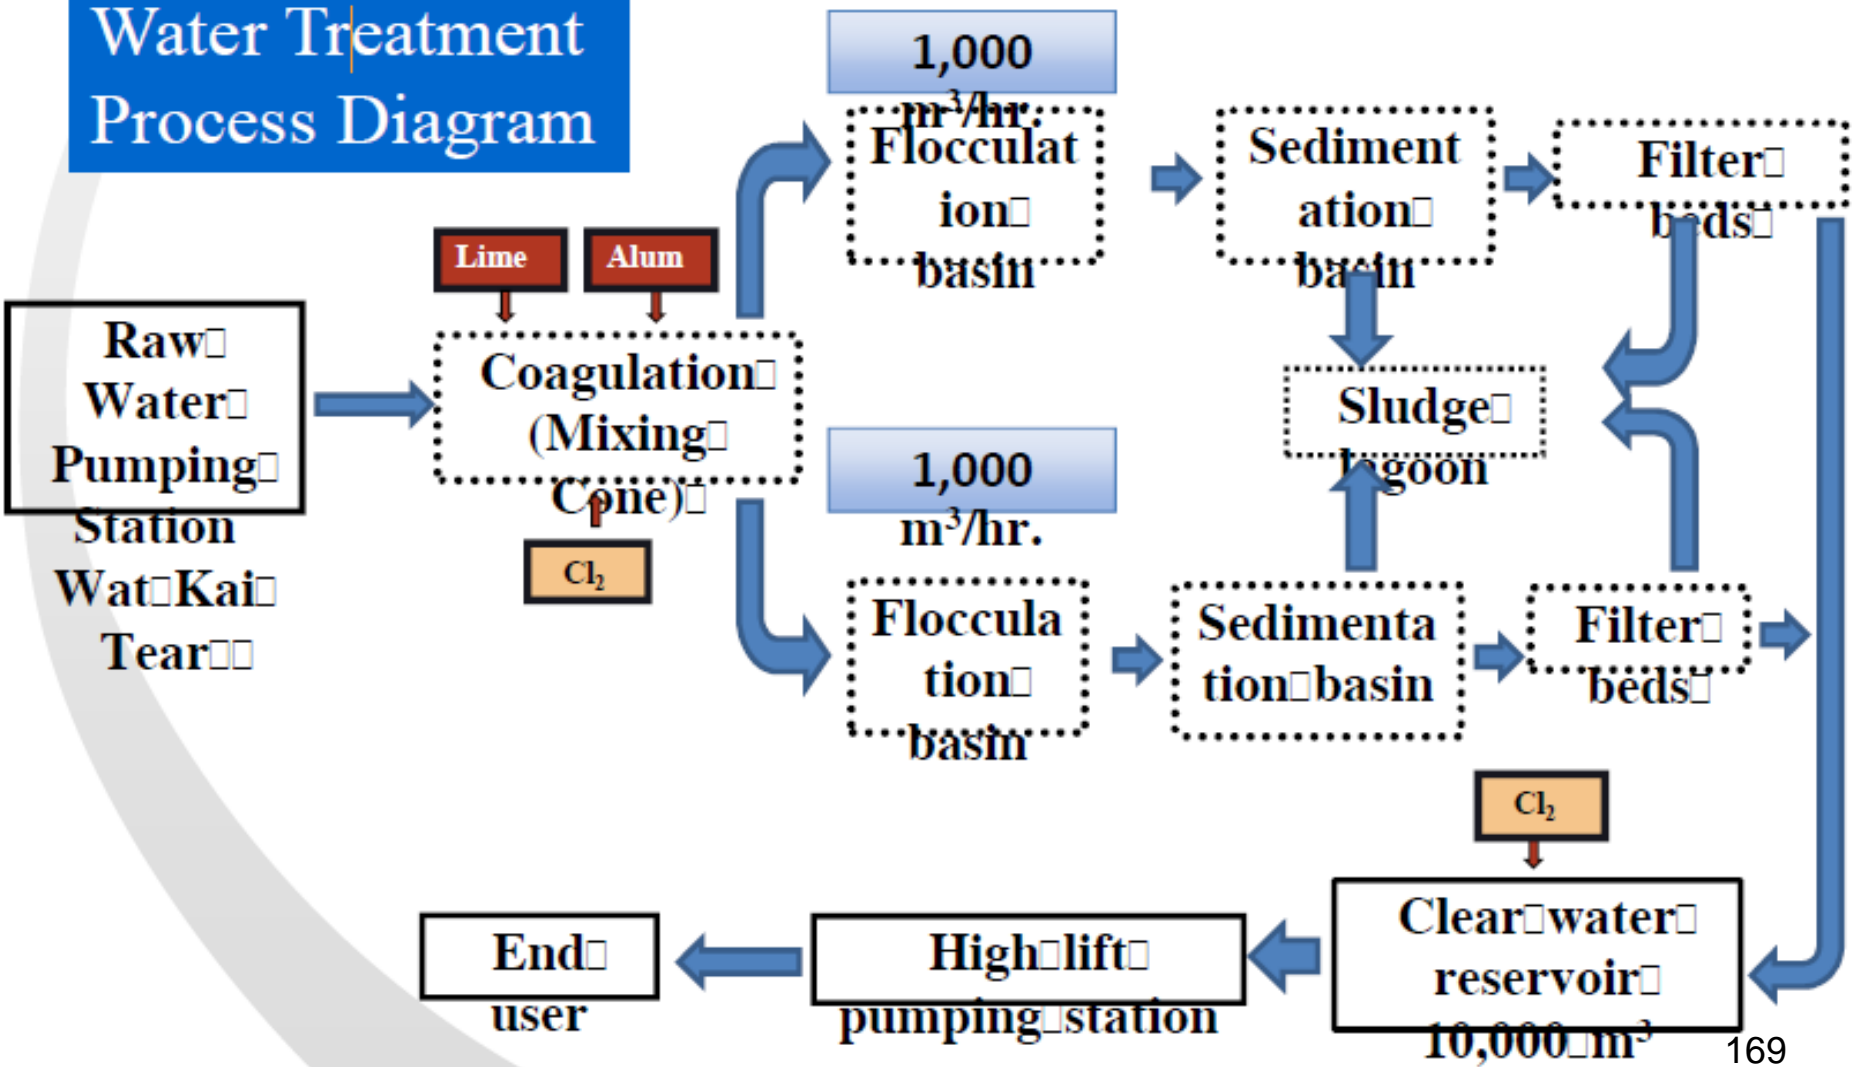 Water Treatment
Process Diagram
1,000
m³/hr.
Flocculat
ion□
basin
Sediment
ation□
basin
Filter□
beds□
Lime
Alum
Raw□
Water□
Pumping□
Station
Wat□Kai□
Tear□□
Coagulation□
(Mixing□
Cone)□
Cl₂
Sludge□
lagoon
1,000
m³/hr.
Floccula
tion□
basin
Sedimenta
tion□basin
Filter□
beds□
Cl₂
Clear□water□
reservoir□
10,000□m³
High□lift□
pumping□station
End□
user
169